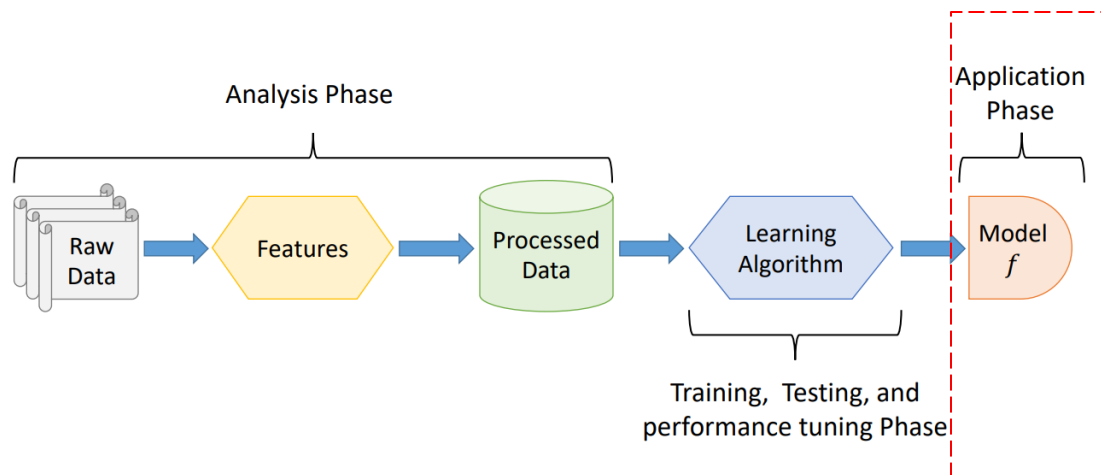 Analysis Phase
Application
Phase
Raw
Data
Features
Processed
Data
Learning
Algorithm
Model
f
Training, Testing, and
performance tuning Phase